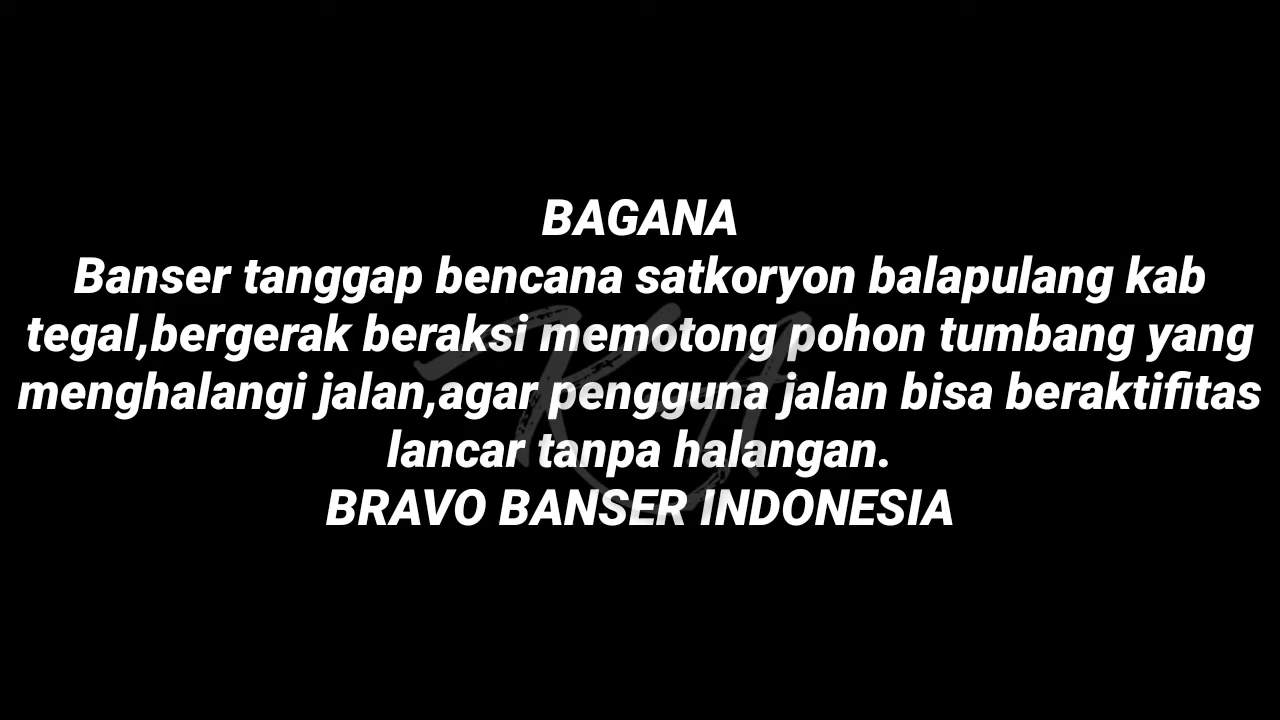 BAGANA
Banser tanggap bencana satkoryon balapulang kab
tegal,bergerak beraksi memotong pohon tumbang yang
menghalangi jalan,agar pengguna jalan bisa beraktifitas
lancar tanpa halangan.
BRAVO BANSER INDONESIA